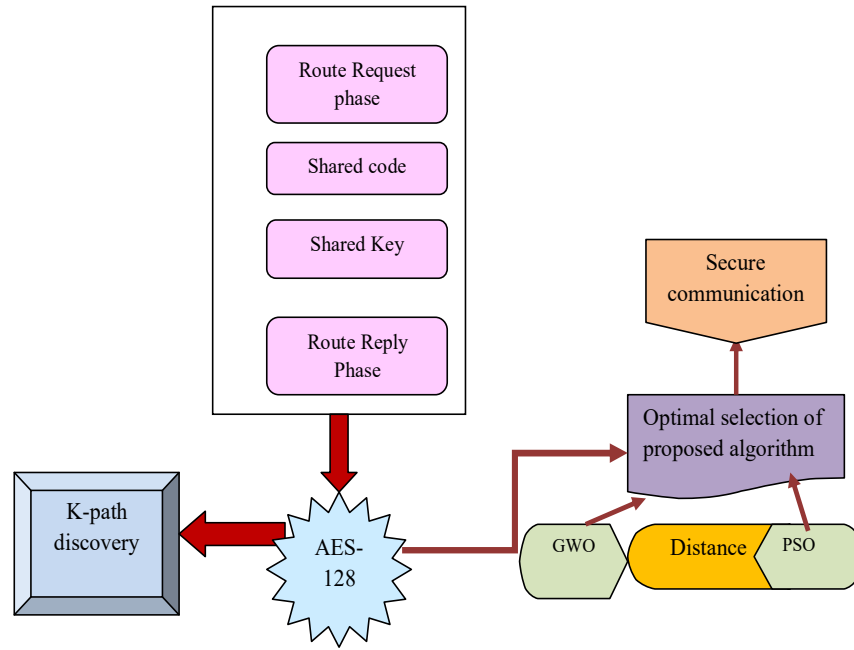 Route Request
phase
Shared code
Shared Key
Route Reply
Phase
Secure
communication
Optimal selection of
proposed algorithm
K-path
discovery
AES-
128
GWO
Distance
PSO